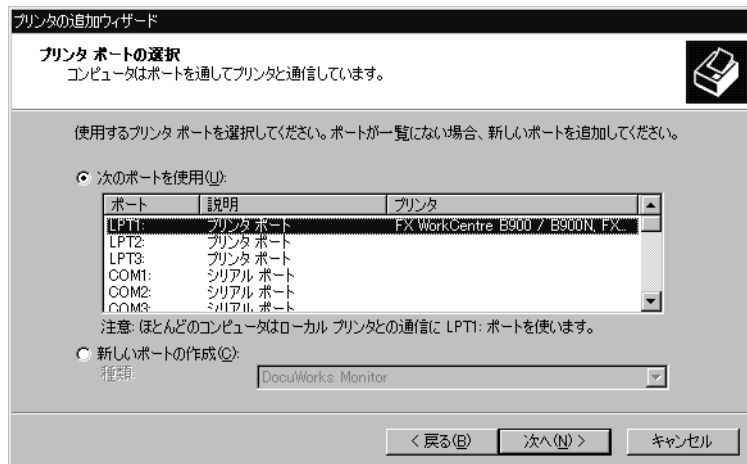 プリンタの追加ウィザード
プリンタ ポートの選択
コンピュータはポートを通してプリンタと通信しています。
使用するプリンタ ポートを選択してください。ポートが一覧にない場合、新しいポートを追加してください。
次のポートを使用(U):
ポート 説明 プリンタ
LPT1: プリンタ ポート FX WorkCentre B900 / B900N, FX...
LPT2: プリンタ ポート
LPT3: プリンタ ポート
COM1: シリアル ポート
COM2: シリアル ポート
COM3: シリアル ポート
注意: ほとんどのコンピュータはローカル プリンタとの通信に LPT1: ポートを使います。
新しいポートの作成(C):
種類: DocuWorks Monitor
< 戻る(B) 次へ(N) > キャンセル